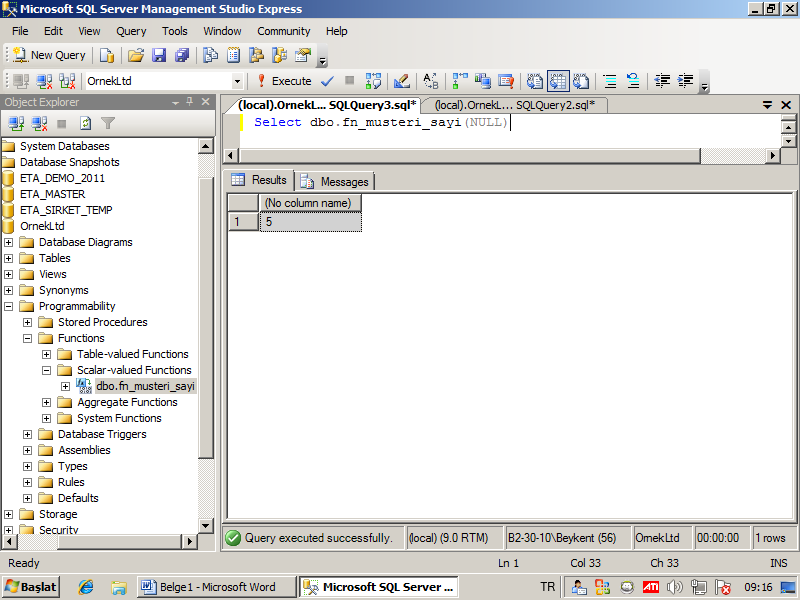 Microsoft SQL Server Management Studio Express
File Edit View Query Tools Window Community Help
New Query
OrnekLtd Execute
Object Explorer
(local).OrnekL... SQLQuery3.sql* (local).OrnekL... SQLQuery2.sql*
Select dbo.fn_musteri_sayi(NULL)
System Databases
Database Snapshots
ETA_DEMO_2011
ETA_MASTER
ETA_SIRKET_TEMP
OrnekLtd
Database Diagrams
Tables
Views
Synonyms
Programmability
Stored Procedures
Functions
Table-valued Functions
Scalar-valued Functions
dbo.fn_musteri_sayi
Aggregate Functions
System Functions
Database Triggers
Assemblies
Types
Rules
Defaults
Storage
Security
Results Messages
(No column name)
1 5
Query executed successfully. (local) (9.0 RTM) B2-30-10\Beykent (56) OrnekLtd 00:00:00 1 rows
Ready Ln 1 Col 33 Ch 33 INS
Başlat Belge1 - Microsoft Word Microsoft SQL Server ... TR ATI 09:16